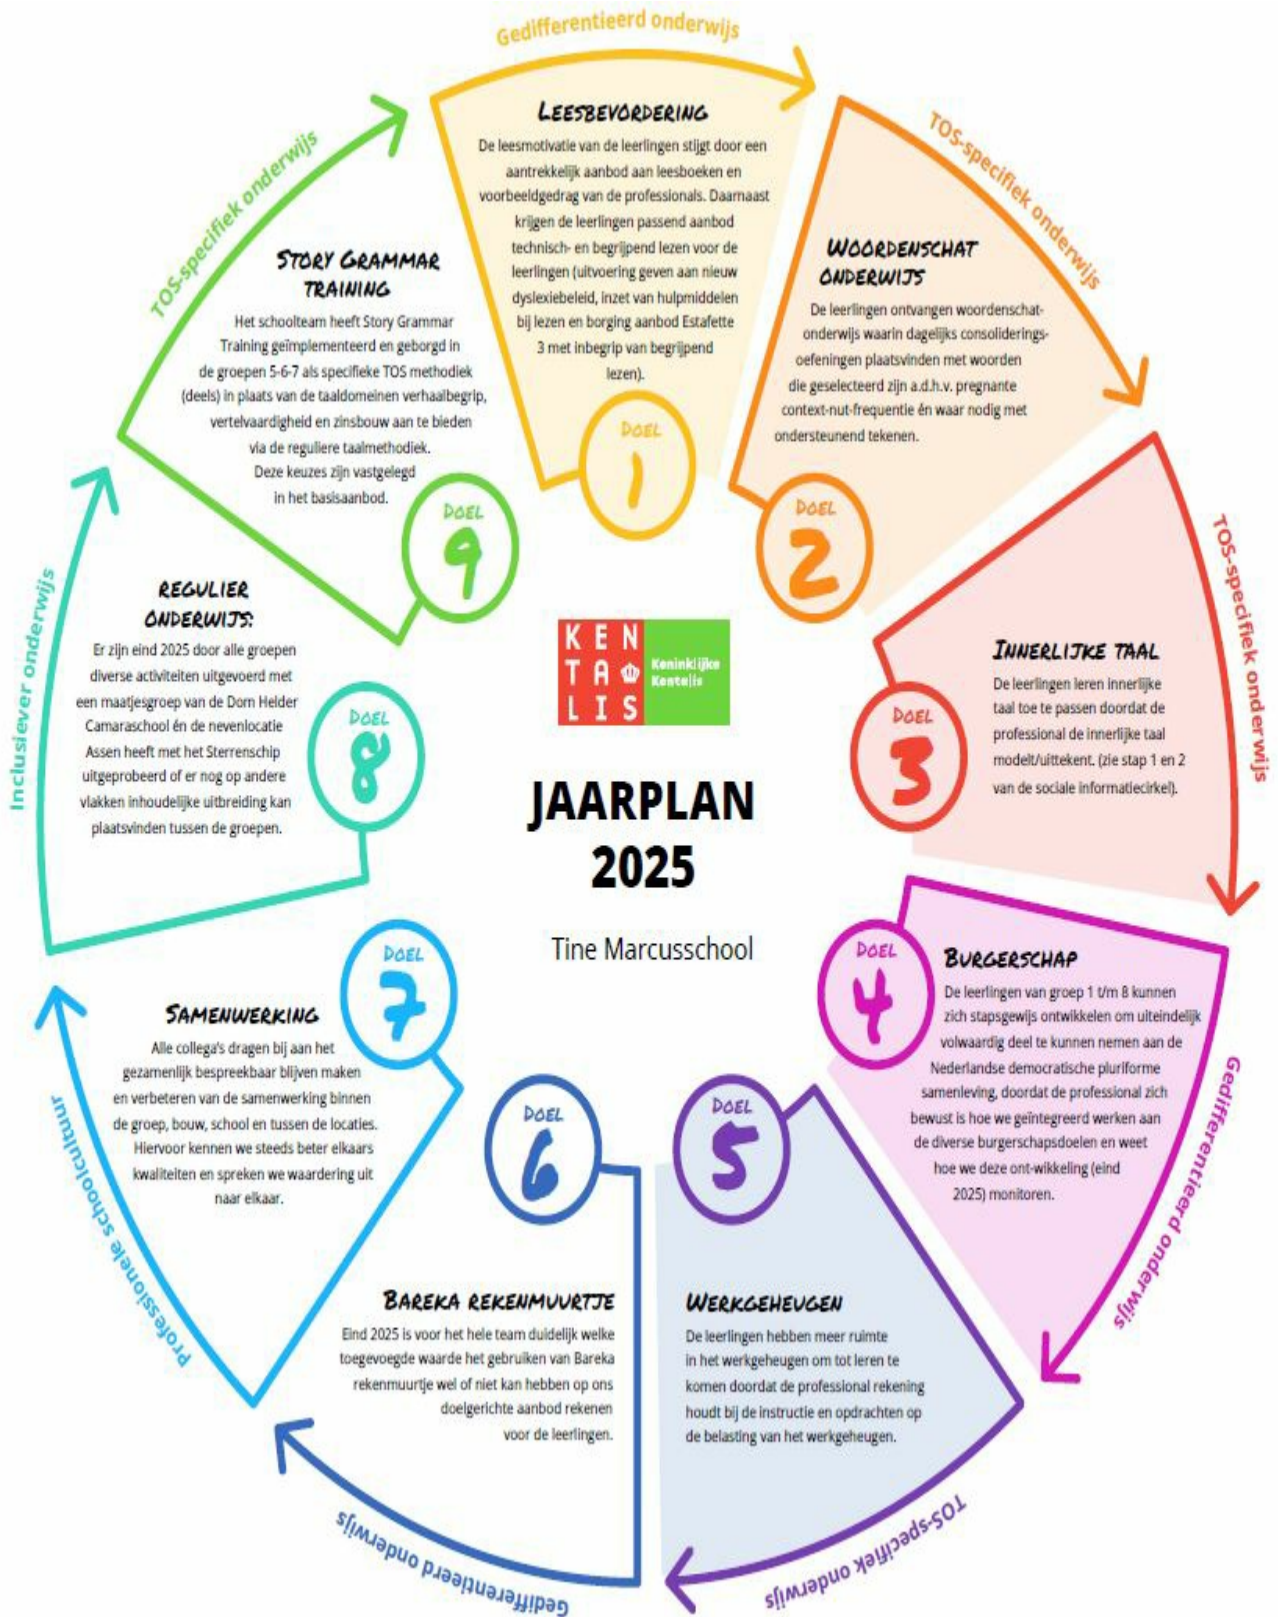 Gedifferentieerd onderwijs
LEESBEVORDERING
De leesmotivatie van de leerlingen stijgt door een
aantrekkelijk aanbod aan leesboeken en
voorbeeldgedrag van de professionals. Daarnaast
krijgen de leerlingen passend aanbod
technisch- en begrijpend lezen voor de
leerlingen (uitvoering geven aan nieuw
dyslexiebeleid, inzet van hulpmiddelen
bij lezen en borging aanbod Estafette
3 met inbegrip van begrijpend
lezen).
DOEL
1
TOS-specifiek onderwijs
WOORDENSCHAT
ONDERWIJS
De leerlingen ontvangen woordenschat-
onderwijs waarin dagelijks consoliderings-
oefeningen plaatsvinden met woorden
die geselecteerd zijn a.d.h.v. pregnante
context-nut-frequentie én waar nodig met
ondersteunend tekenen.
DOEL
2
TOS-specifiek onderwijs
INNERLIJKE TAAL
De leerlingen leren innerlijke
taal toe te passen doordat de
professional de innerlijke taal
modelt/uittekent. (zie stap 1 en 2
van de sociale informatiecirkel).
DOEL
3
Gedifferentieerd onderwijs
BURGERSCHAP
De leerlingen van groep 1 t/m 8 kunnen
zich stapsgewijs ontwikkelen om uiteindelijk
volwaardig deel te kunnen nemen aan de
Nederlandse democratische pluriforme
samenleving, doordat de professional zich
bewust is hoe we geïntegreerd werken aan
de diverse burgerschapsdoelen en weet
hoe we deze ont-wikkeling (eind
2025) monitoren.
DOEL
4
TOS-specifiek onderwijs
WERKGEHEUGEN
De leerlingen hebben meer ruimte
in het werkgeheugen om tot leren te
komen doordat de professional rekening
houdt bij de instructie en opdrachten op
de belasting van het werkgeheugen.
DOEL
5
Gedifferentieerd onderwijs
BAREKA REKENMUURTJE
Eind 2025 is voor het hele team duidelijk welke
toegevoegde waarde het gebruiken van Bareka
rekenmuurtje wel of niet kan hebben op ons
doelgerichte aanbod rekenen
voor de leerlingen.
DOEL
6
Professionele schoolcultuur
SAMENWERKING
Alle collega's dragen bij aan het
gezamenlijk bespreekbaar blijven maken
en verbeteren van de samenwerking binnen
de groep, bouw, school en tussen de locaties.
Hiervoor kennen we steeds beter elkaars
kwaliteiten en spreken we waardering uit
naar elkaar.
DOEL
7
Inclusiever onderwijs
REGULIER
ONDERWIJS:
Er zijn eind 2025 door alle groepen
diverse activiteiten uitgevoerd met
een maatjesgroep van de Dom Helder
Camaraschool én de nevenlocatie
Assen heeft met het Sterrenschip
uitgeprobeerd of er nog op andere
vlakken inhoudelijke uitbreiding kan
plaatsvinden tussen de groepen.
DOEL
8
TOS-specifiek onderwijs
STORY GRAMMAR
TRAINING
Het schoolteam heeft Story Grammar
Training geïmplementeerd en geborgd in
de groepen 5-6-7 als specifieke TOS methodiek
(deels) in plaats van de taaldomeinen verhaalbegrip,
vertelvaardigheid en zinsbouw aan te bieden
via de reguliere taalmethodiek.
Deze keuzes zijn vastgelegd
in het basisaanbod.
DOEL
9
KEN
TA
LIS
Koninklijke
Kentalis
JAARPLAN
2025
Tine Marcusschool